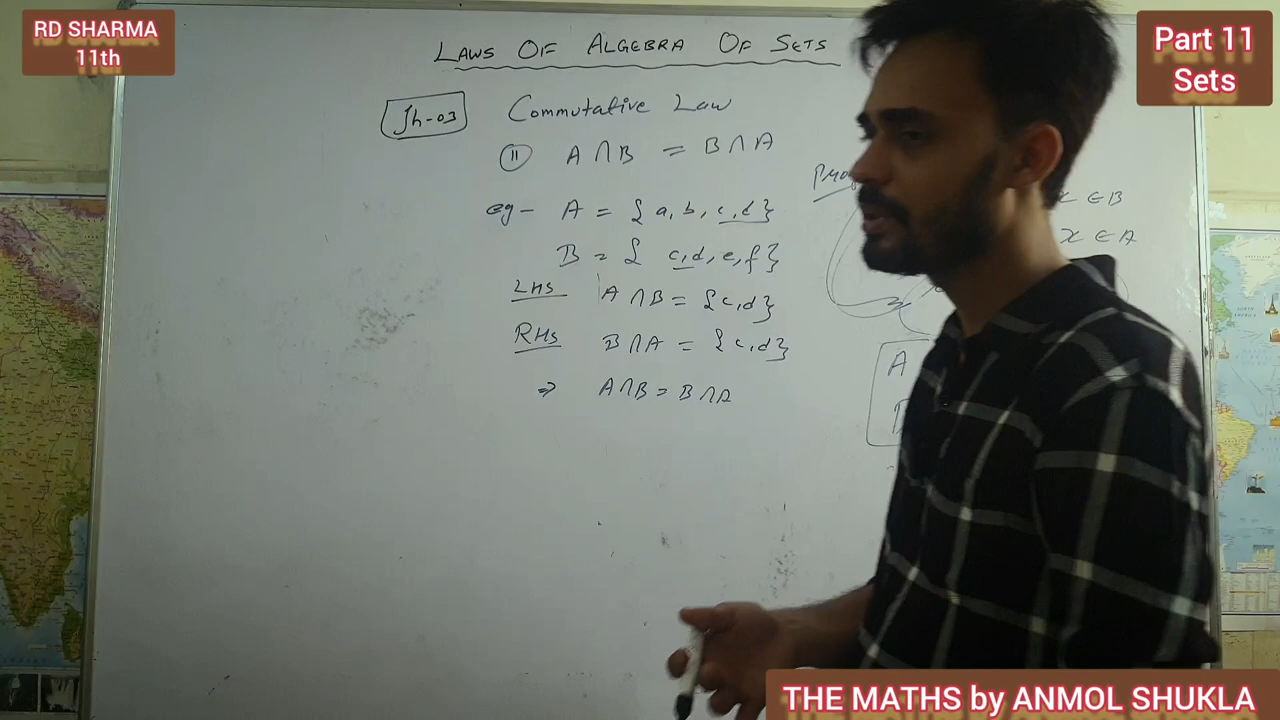 RD SHARMA
11th
Part 11
Sets
LAWS OF ALGEBRA OF SETS
Th-03 Commutative Law
(ii) A ∩ B = B ∩ A
eg - A = { a, b, c, d }
B = { c, d, e, f }
LHS A ∩ B = { c, d }
RHS B ∩ A = { c, d }
⇒ A ∩ B = B ∩ A
x ∈ B
x ∈ A
A
THE MATHS by ANMOL SHUKLA